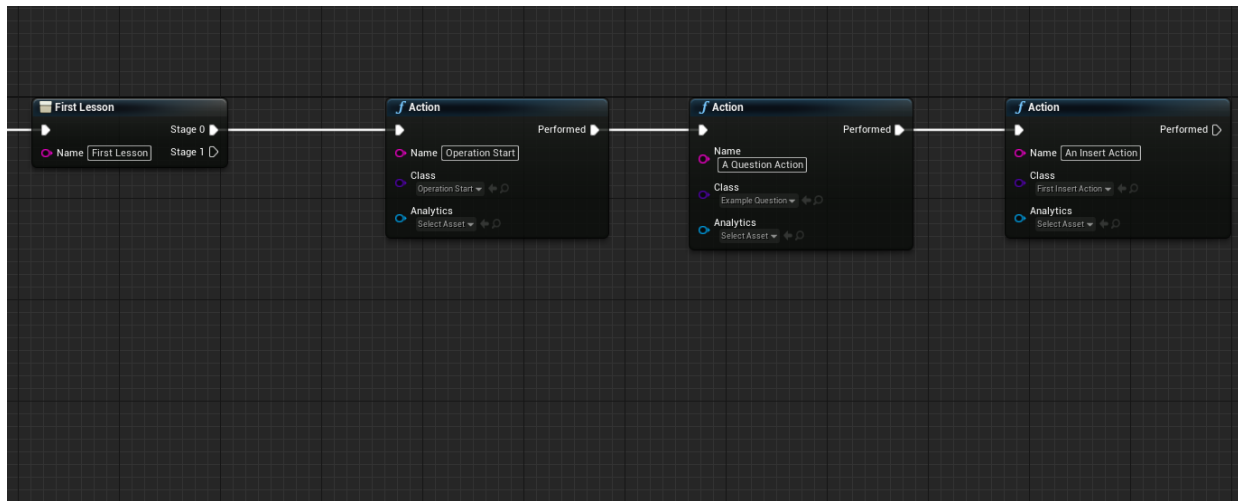 First Lesson
Stage 0
Name First Lesson
Stage 1
Action
Performed
Name Operation Start
Class
Operation Start
Analytics
Select Asset
Action
Performed
Name
A Question Action
Class
Example Question
Analytics
Select Asset
Action
Performed
Name An Insert Action
Class
First Insert Action
Analytics
Select Asset